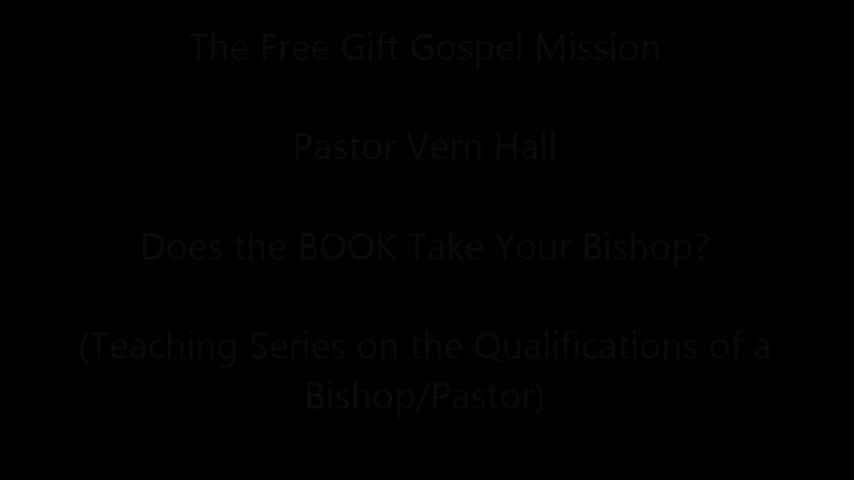 The Free Gift Gospel Mission
Pastor Vern Hall
Does the BOOK Take Your Bishop?
(Teaching Series on the Qualifications of a
Bishop/Pastor)